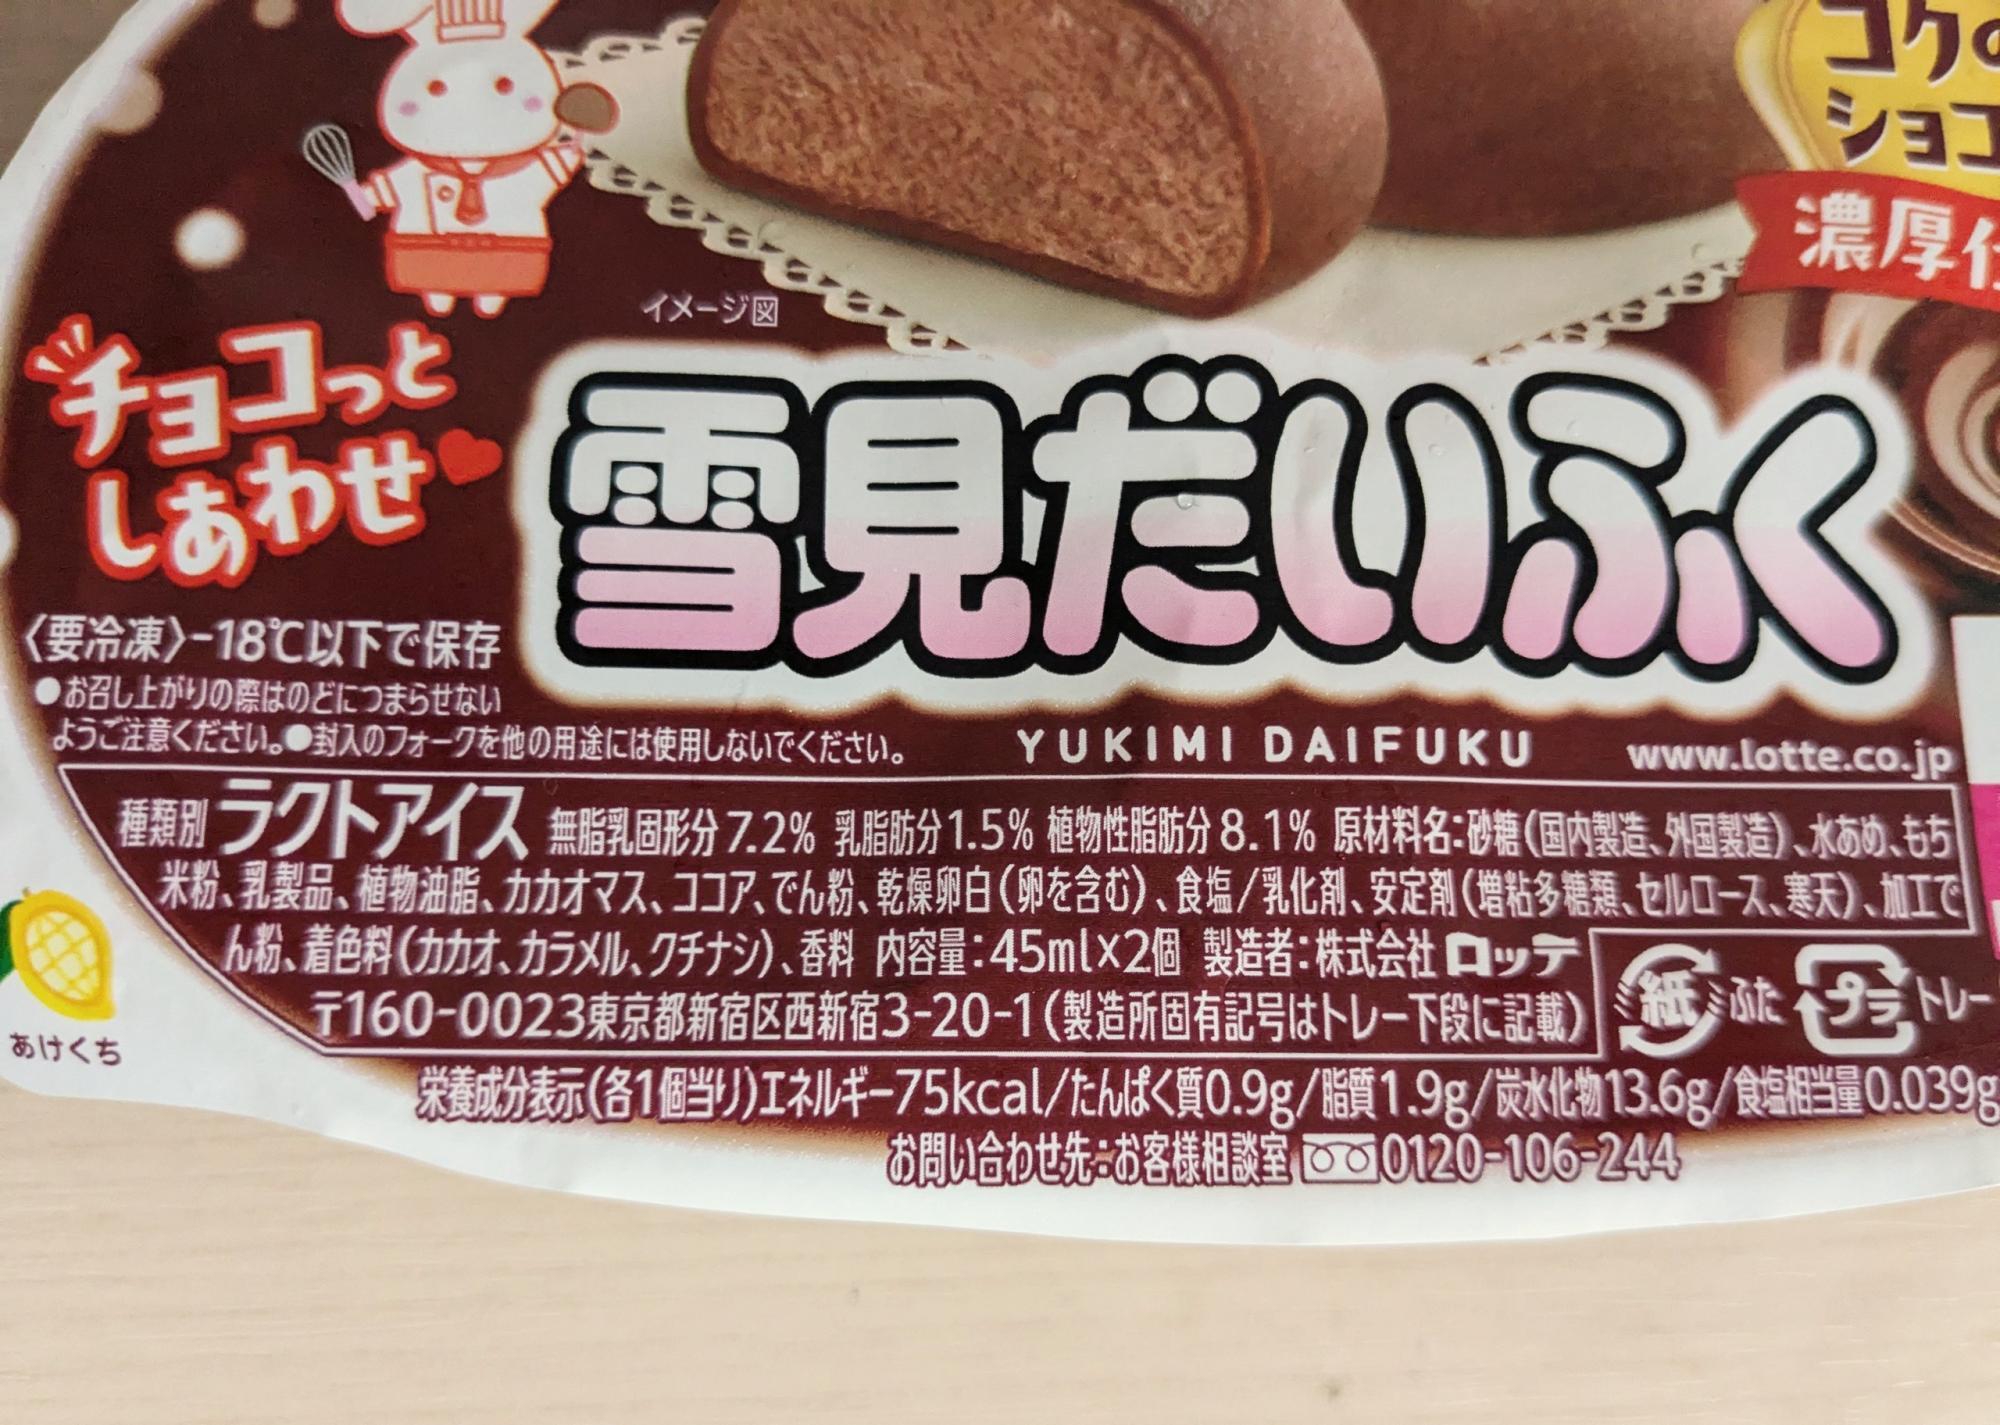 コクの
ショコ
濃厚仕
イメージ図
チョコっと
しあわせ
雪見だいふく
〈要冷凍〉-18℃以下で保存
●お召し上がりの際はのどにつまらせない
ようご注意ください。●封入のフォークを他の用途には使用しないでください。
YUKIMI DAIFUKU
www.lotte.co.jp
種類別 ラクトアイス 無脂乳固形分7.2% 乳脂肪分1.5% 植物性脂肪分8.1% 原材料名:砂糖(国内製造、外国製造)、水あめ、もち
米粉、乳製品、植物油脂、カカオマス、ココア、でん粉、乾燥卵白(卵を含む)、食塩/乳化剤、安定剤(増粘多糖類、セルロース、寒天)、加工で
ん粉、着色料(カカオ、カラメル、クチナシ)、香料 内容量:45ml×2個 製造者:株式会社 ロッテ
〒160-0023東京都新宿区西新宿3-20-1(製造所固有記号はトレー下段に記載)
紙 ふた プラ トレー
あけくち
栄養成分表示(各1個当り)エネルギー75kcal/たんぱく質0.9g/脂質1.9g/炭水化物13.6g/食塩相当量0.039g
お問い合わせ先:お客様相談室 0120-106-244